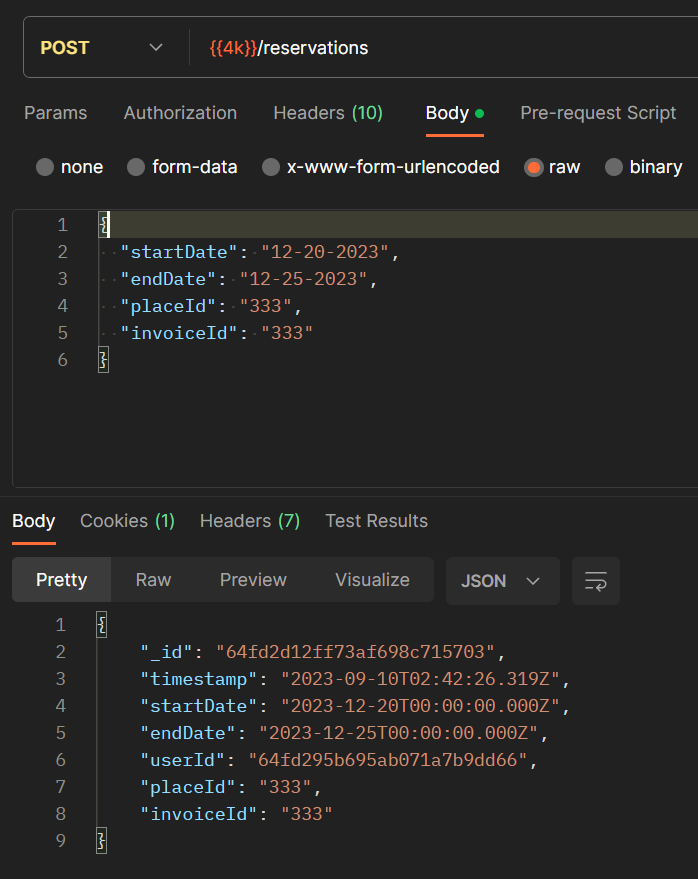 POST {{4k}}/reservations
Params Authorization Headers (10) Body Pre-request Script
none form-data x-www-form-urlencoded raw binary
1 {
2 "startDate": "12-20-2023",
3 "endDate": "12-25-2023",
4 "placeId": "333",
5 "invoiceId": "333"
6 }
Body Cookies (1) Headers (7) Test Results
Pretty Raw Preview Visualize JSON
1 {
2 "_id": "64fd2d12ff73af698c715703",
3 "timestamp": "2023-09-10T02:42:26.319Z",
4 "startDate": "2023-12-20T00:00:00.000Z",
5 "endDate": "2023-12-25T00:00:00.000Z",
6 "userId": "64fd295b695ab071a7b9dd66",
7 "placeId": "333",
8 "invoiceId": "333"
9 }